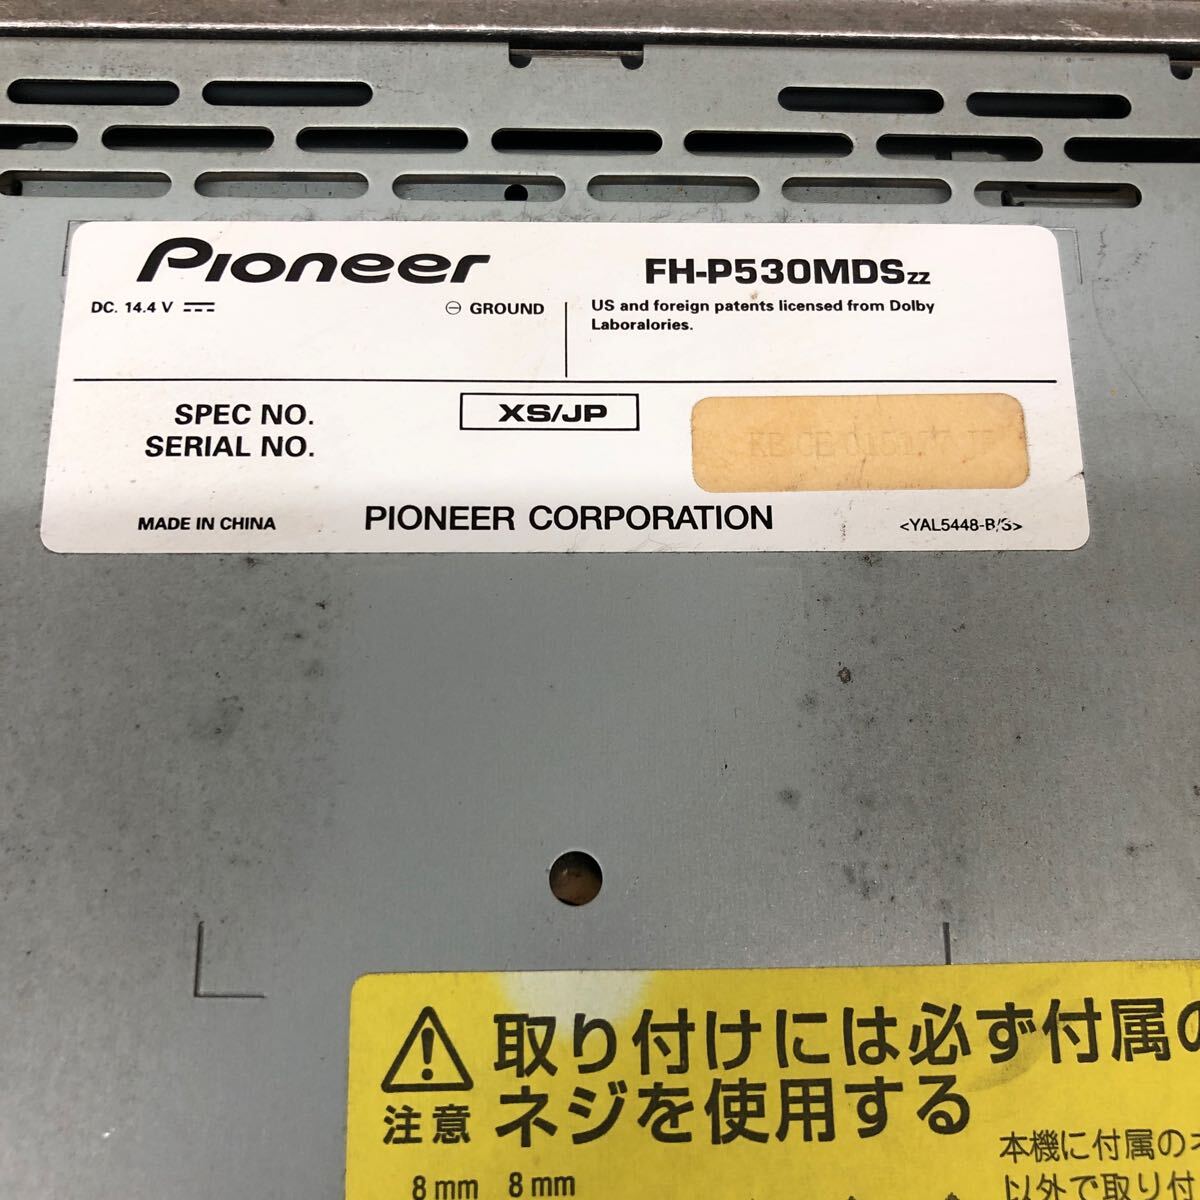 Pioneer
FH-P530MDSZZ
DC. 14.4 V ⎓
⊖ GROUND
US and foreign patents licensed from Dolby
Laboralories.
SPEC NO.
XS/JP
SERIAL NO.
MADE IN CHINA
PIONEER CORPORATION
<YAL5448-B/S>
取り付けには必ず付属の
注意
ネジを使用する
本機に付属のネ
以外で取り付
8mm 8mm